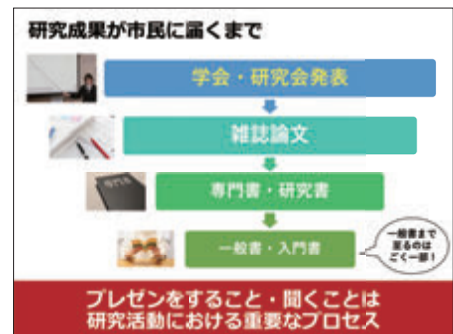 研究成果が市民に届くまで
学会・研究会発表
雑誌論文
専門書・研究書
一般書・入門書
一般書まで
至るのは
ごく一部!
プレゼンをすること・聞くことは
研究活動における重要なプロセス